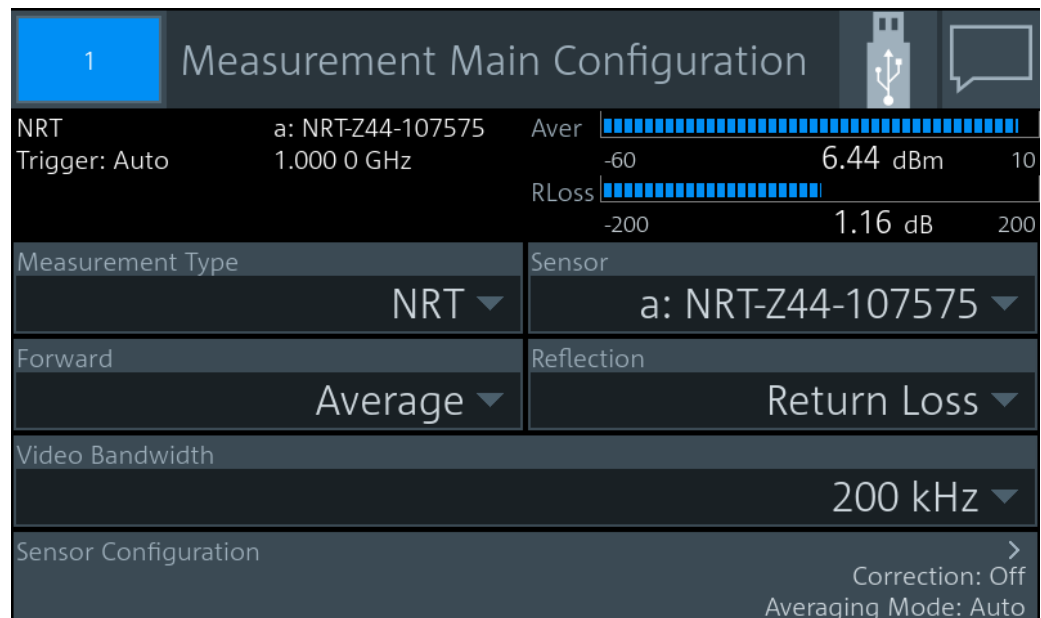 1
Measurement Main Configuration
NRT a: NRT-Z44-107575 Aver
Trigger: Auto 1.000 0 GHz -60 6.44 dBm 10
RLoss
-200 1.16 dB 200
Measurement Type Sensor
NRT a: NRT-Z44-107575
Forward Reflection
Average Return Loss
Video Bandwidth
200 kHz
Sensor Configuration >
Correction: Off
Averaging Mode: Auto